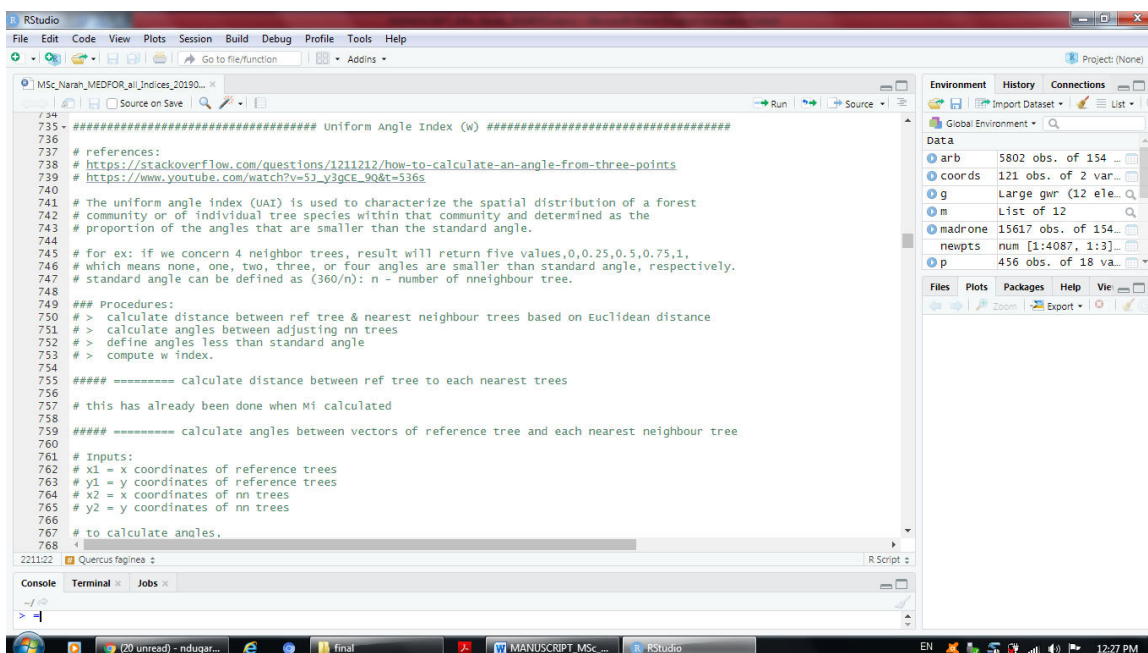 RStudio
File Edit Code View Plots Session Build Debug Profile Tools Help
Go to file/function Addins Project: (None)
MSc_Narah_MEDFOR_all_Indices_20190...
Source on Save Run Source
734
735 #################################### Uniform Angle Index (W) ####################################
736
737 # references:
738 # https://stackoverflow.com/questions/1211212/how-to-calculate-an-angle-from-three-points
739 # https://www.youtube.com/watch?v=5J_y3gCE_9Q&t=536s
740
741 # The uniform angle index (UAI) is used to characterize the spatial distribution of a forest
742 # community or of individual tree species within that community and determined as the
743 # proportion of the angles that are smaller than the standard angle.
744
745 # for ex: if we concern 4 neighbor trees, result will return five values,0,0.25,0.5,0.75,1,
746 # which means none, one, two, three, or four angles are smaller than standard angle, respectively.
747 # standard angle can be defined as (360/n): n - number of nneighbour tree.
748
749 ### Procedures:
750 # > calculate distance between ref tree & nearest neighbour trees based on Euclidean distance
751 # > calculate angles between adjusting nn trees
752 # > define angles less than standard angle
753 # > compute w index.
754
755 ##### ========= calculate distance between ref tree to each nearest trees
756
757 # this has already been done when Mi calculated
758
759 ##### ========= calculate angles between vectors of reference tree and each nearest neighbour tree
760
761 # Inputs:
762 # x1 = x coordinates of reference trees
763 # y1 = y coordinates of reference trees
764 # x2 = x coordinates of nn trees
765 # y2 = y coordinates of nn trees
766
767 # to calculate angles,
768
2211:22 Quercus faginea R Script
Console Terminal Jobs
~/
> =
Environment History Connections
Import Dataset List
Global Environment
Data
arb 5802 obs. of 154 ...
coords 121 obs. of 2 var...
g Large gwr (12 ele...
m List of 12
madrone 15617 obs. of 154...
newpts num [1:4087, 1:3]...
p 456 obs. of 18 va...
Files Plots Packages Help
Zoom Export
(20 unread) - ndugar... final MANUSCRIPT_MSc_... RStudio EN 12:27 PM